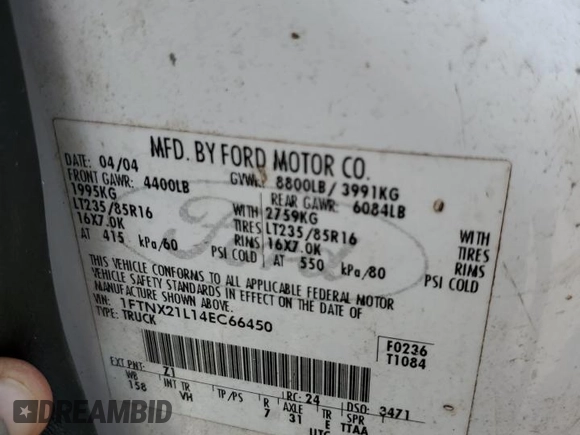 MFD. BY FORD MOTOR CO.
DATE: 04/04 GVWR: 8800LB/ 3991KG
FRONT GAWR: 4400LB REAR GAWR: 6084LB
1995KG WITH 2759KG WITH
LT235/85R16 TIRES LT235/85R16 TIRES
16X7.0K RIMS 16X7.0K RIMS
AT 415 kPa/60 PSI COLD AT 550 kPa/80 PSI COLD
Ford
THIS VEHICLE CONFORMS TO ALL APPLICABLE FEDERAL MOTOR
VEHICLE SAFETY STANDARDS IN EFFECT ON THE DATE OF
MANUFACTURE SHOWN ABOVE.
VIN: 1FTNX21L14EC66450
TYPE: TRUCK
F0236
T1084
EXT PNT: Z1 RC: 24 DSO: 3471
WB INT TR TP/PS R AXLE TR SPR
158 VH 7 31 E TTAA
UTC
DREAMBID